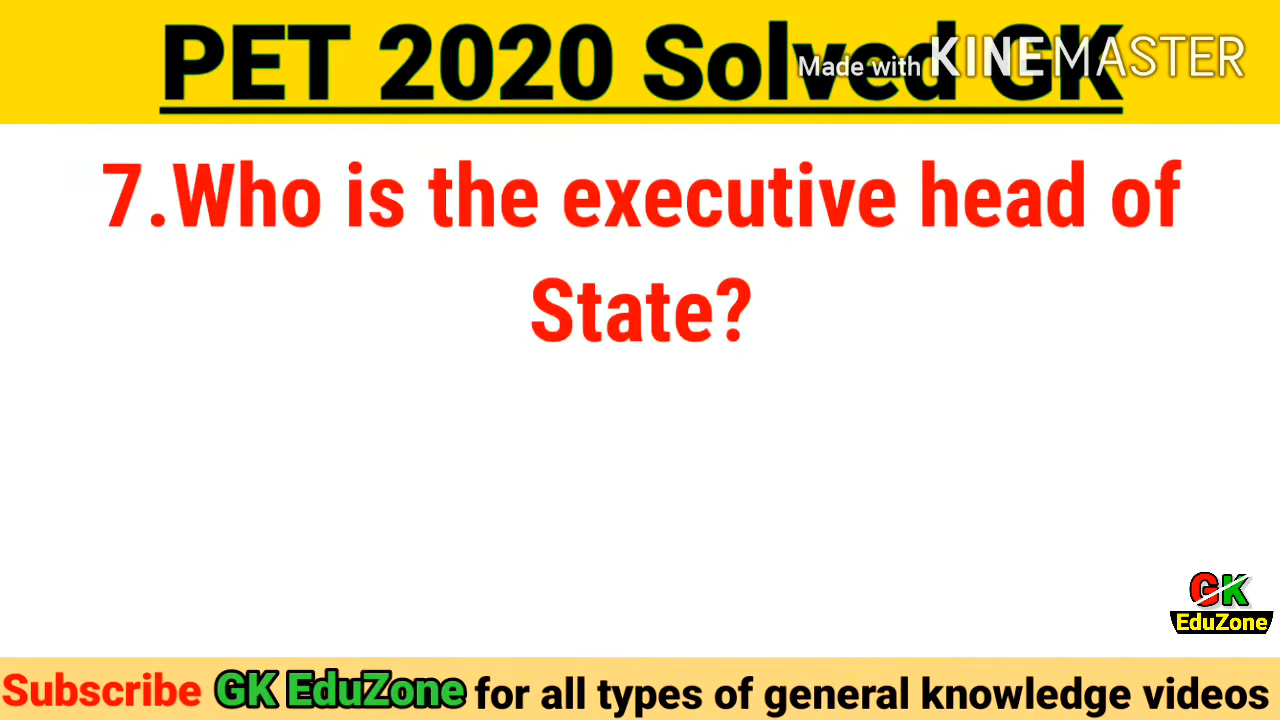 PET 2020 Solved GK
Made with KINEMASTER
7.Who is the executive head of
State?
GK
EduZone
Subscribe GK EduZone for all types of general knowledge videos